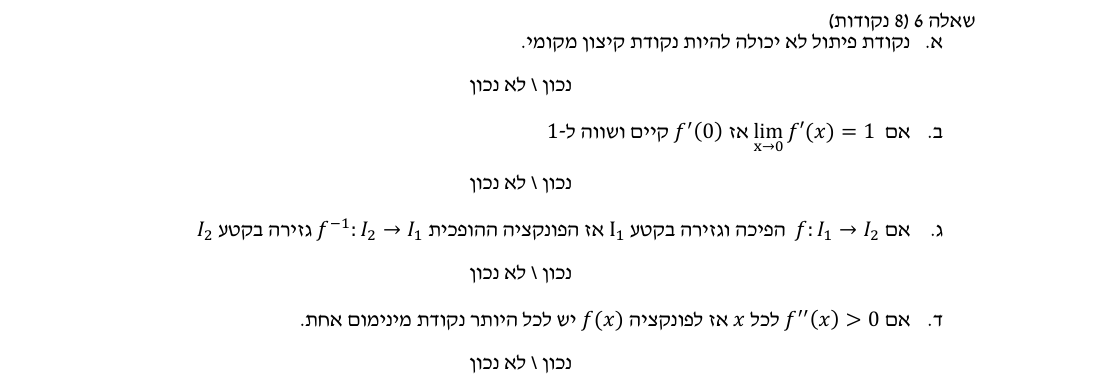 שאלה 6 (8 נקודות)
א. נקודת פיתול לא יכולה להיות נקודת קיצון מקומי.
נכון \ לא נכון
ב. אם lim x→0 f′(x) = 1 אז f′(0) קיים ושווה ל-1
נכון \ לא נכון
ג. אם f: I₁ → I₂ הפיכה וגזירה בקטע I₁ אז הפונקציה ההופכית f⁻¹: I₂ → I₁ גזירה בקטע I₂
נכון \ לא נכון
ד. אם f′′(x) > 0 לכל x אז לפונקציה f(x) יש לכל היותר נקודת מינימום אחת.
נכון \ לא נכון